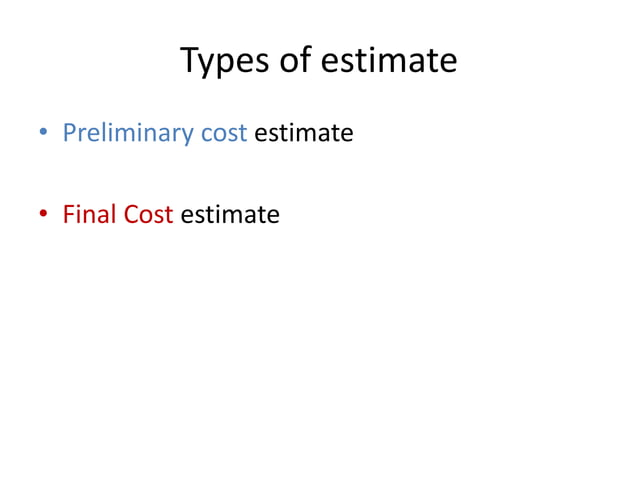 Types of estimate
• Preliminary cost estimate
• Final Cost estimate